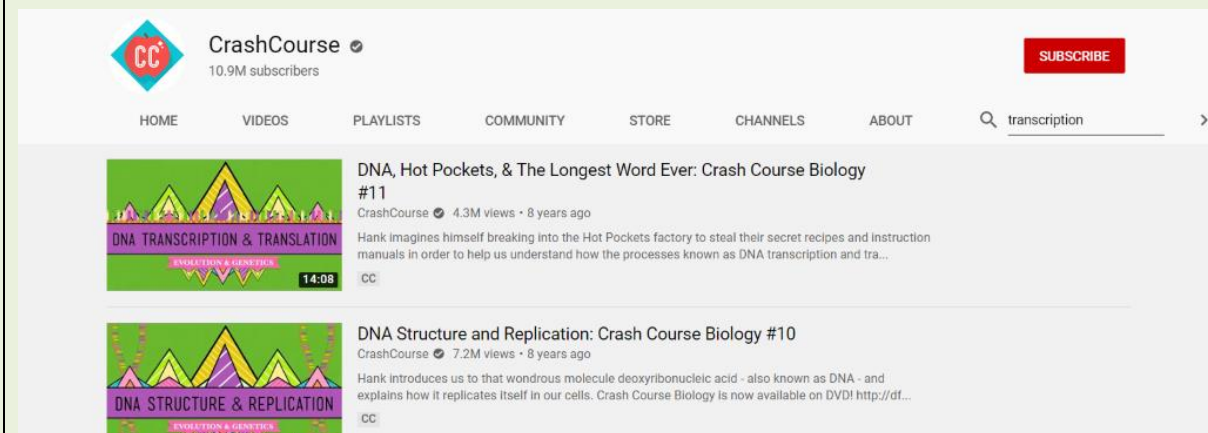 CC
CrashCourse
10.9M subscribers
SUBSCRIBE
HOME VIDEOS PLAYLISTS COMMUNITY STORE CHANNELS ABOUT transcription
DNA TRANSCRIPTION & TRANSLATION
EVOLUTION & GENETICS
14:08
DNA, Hot Pockets, & The Longest Word Ever: Crash Course Biology
#11
CrashCourse 4.3M views • 8 years ago
Hank imagines himself breaking into the Hot Pockets factory to steal their secret recipes and instruction
manuals in order to help us understand how the processes known as DNA transcription and tra...
CC
DNA STRUCTURE & REPLICATION
EVOLUTION & GENETICS
DNA Structure and Replication: Crash Course Biology #10
CrashCourse 7.2M views • 8 years ago
Hank introduces us to that wondrous molecule deoxyribonucleic acid - also known as DNA - and
explains how it replicates itself in our cells. Crash Course Biology is now available on DVD! http://df...
CC